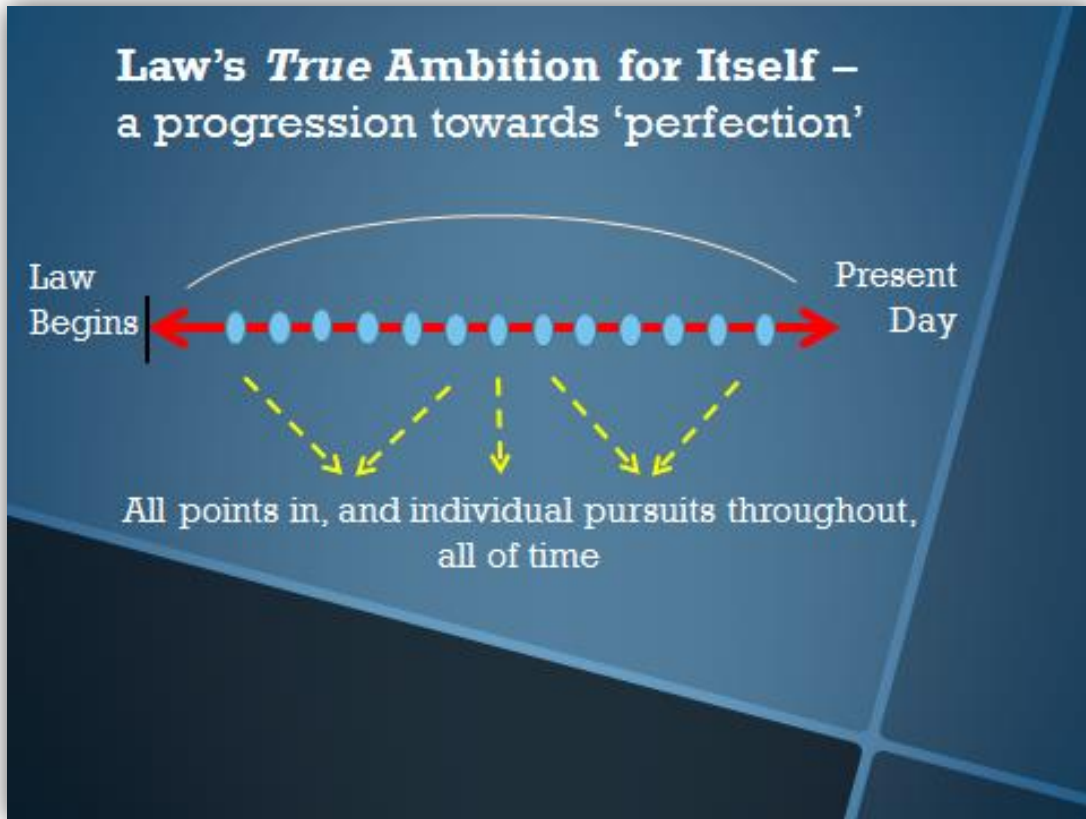 Law's True Ambition for Itself –
a progression towards 'perfection'
Law
Begins
Present
Day
All points in, and individual pursuits throughout,
all of time